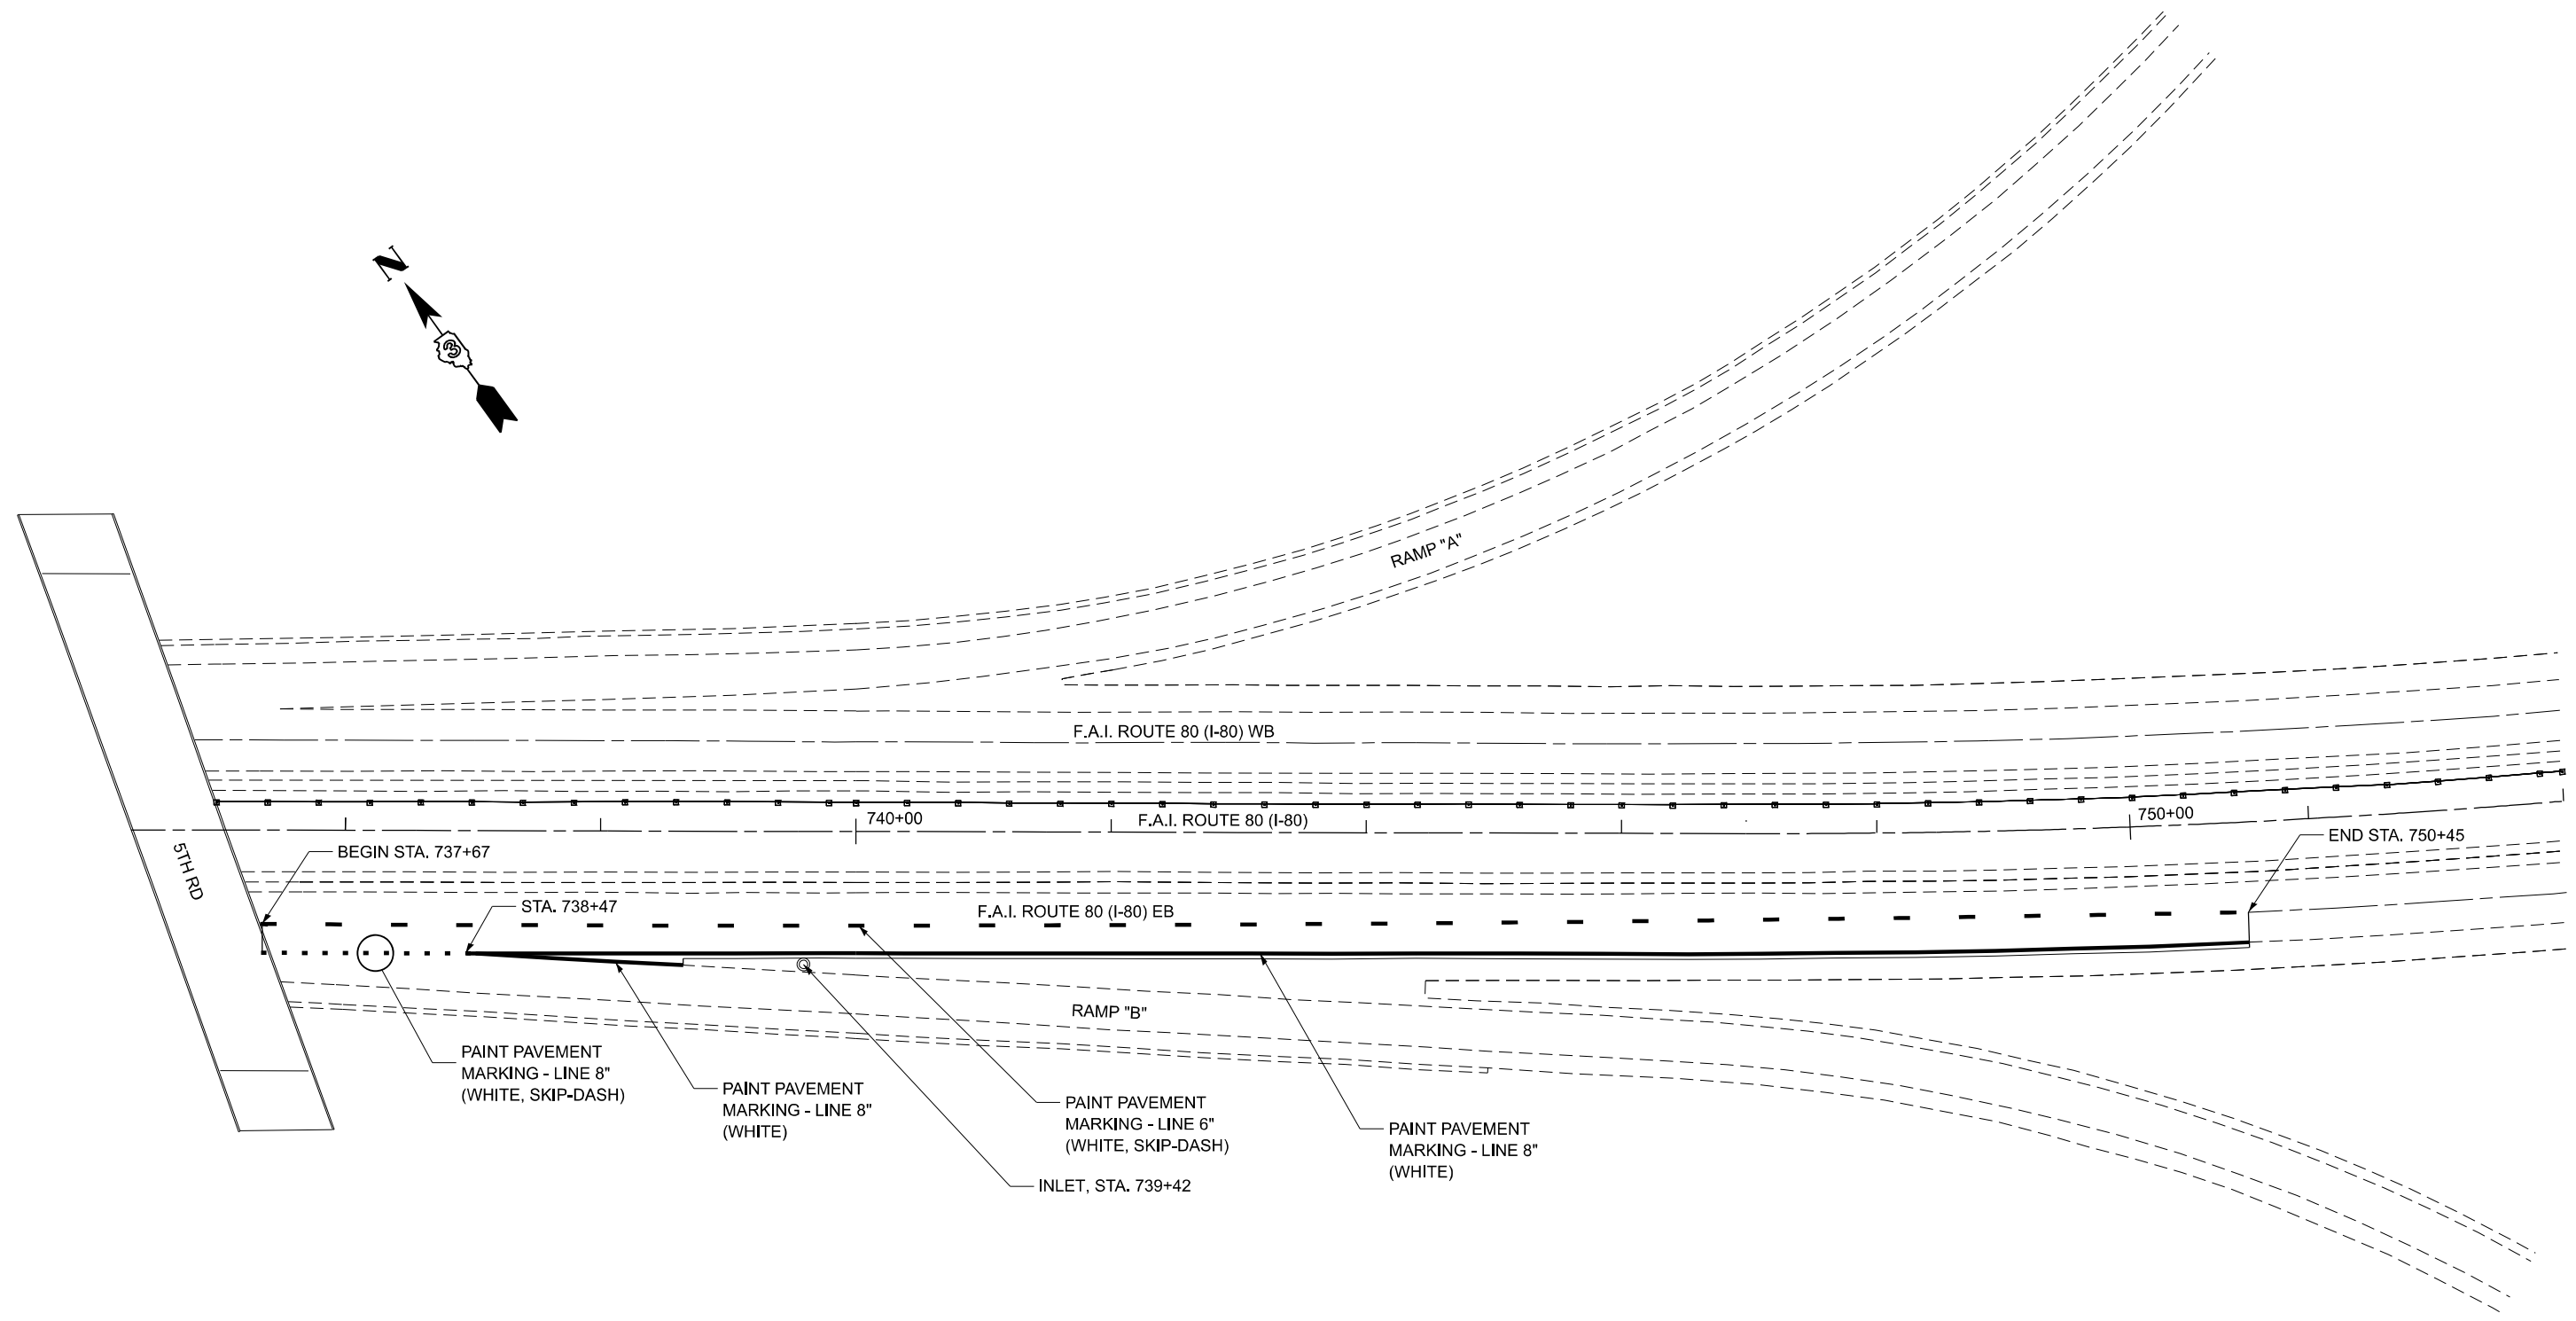 N
RAMP "A"
F.A.I. ROUTE 80 (I-80) WB
740+00
F.A.I. ROUTE 80 (I-80)
750+00
5TH RD
BEGIN STA. 737+67
END STA. 750+45
STA. 738+47
F.A.I. ROUTE 80 (I-80) EB
RAMP "B"
PAINT PAVEMENT
MARKING - LINE 8"
(WHITE, SKIP-DASH)
PAINT PAVEMENT
MARKING - LINE 8"
(WHITE)
PAINT PAVEMENT
MARKING - LINE 6"
(WHITE, SKIP-DASH)
PAINT PAVEMENT
MARKING - LINE 8"
(WHITE)
INLET, STA. 739+42